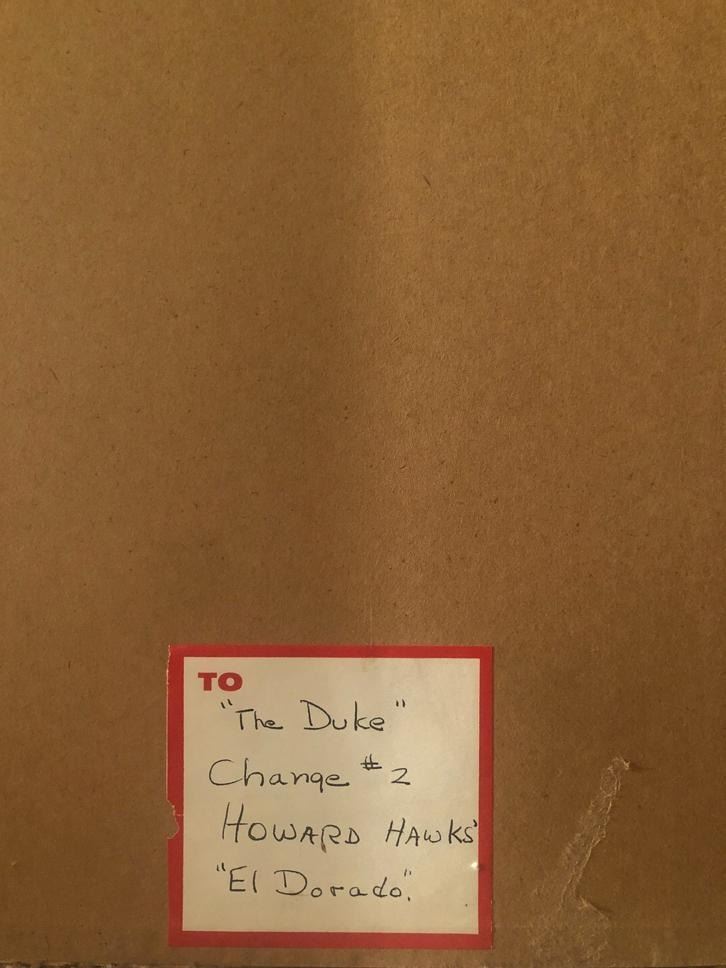 TO
"The Duke"
Change #2
HOWARD HAWKS'
"El Dorado".